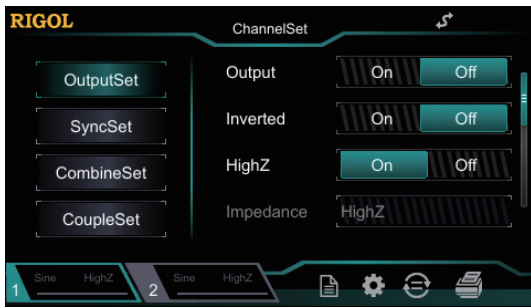 RIGOL
ChannelSet
OutputSet
SyncSet
CombineSet
CoupleSet
Output On Off
Inverted On Off
HighZ On Off
Impedance HighZ
1 Sine HighZ
2 Sine HighZ